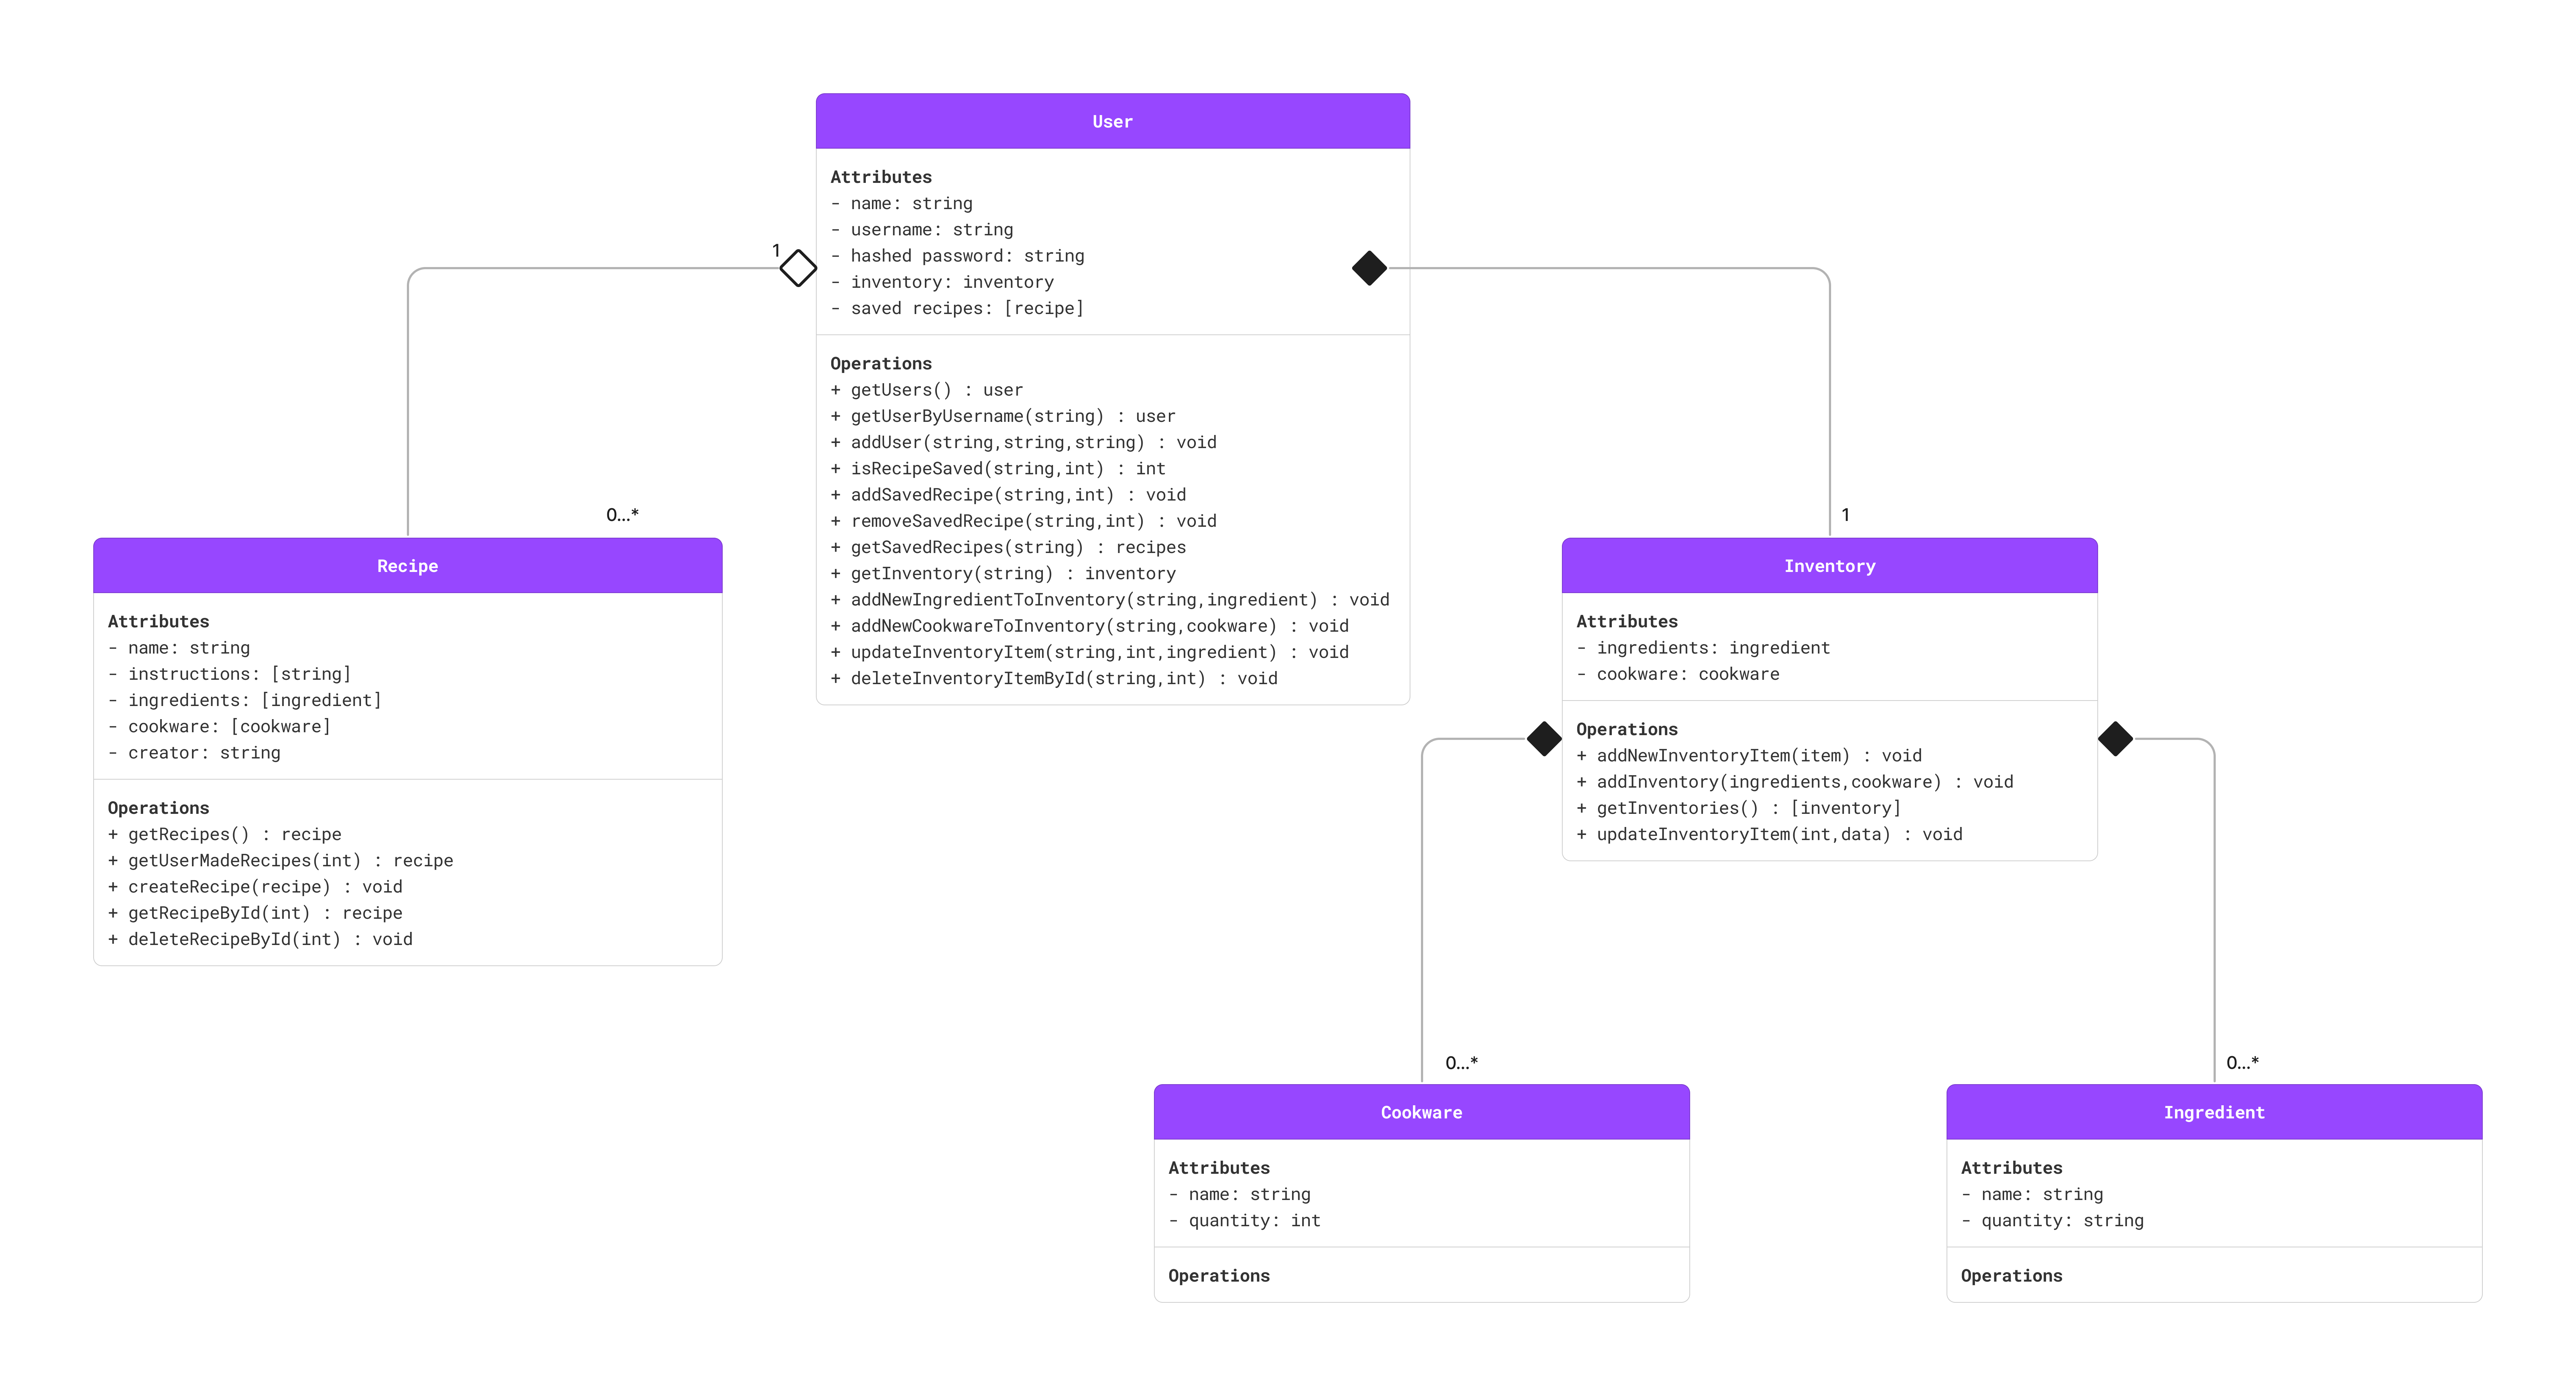 User
Attributes
- name: string
- username: string
- hashed password: string
- inventory: inventory
- saved recipes: [recipe]
Operations
+ getUsers() : user
+ getUserByUsername(string) : user
+ addUser(string,string,string) : void
+ isRecipeSaved(string,int) : int
+ addSavedRecipe(string,int) : void
+ removeSavedRecipe(string,int) : void
+ getSavedRecipes(string) : recipes
+ getInventory(string) : inventory
+ addNewIngredientToInventory(string,ingredient) : void
+ addNewCookwareToInventory(string,cookware) : void
+ updateInventoryItem(string,int,ingredient) : void
+ deleteInventoryItemById(string,int) : void
1
0...*
Recipe
Attributes
- name: string
- instructions: [string]
- ingredients: [ingredient]
- cookware: [cookware]
- creator: string
Operations
+ getRecipes() : recipe
+ getUserMadeRecipes(int) : recipe
+ createRecipe(recipe) : void
+ getRecipeById(int) : recipe
+ deleteRecipeById(int) : void
1
Inventory
Attributes
- ingredients: ingredient
- cookware: cookware
Operations
+ addNewInventoryItem(item) : void
+ addInventory(ingredients,cookware) : void
+ getInventories() : [inventory]
+ updateInventoryItem(int,data) : void
0...*
Cookware
Attributes
- name: string
- quantity: int
Operations
0...*
Ingredient
Attributes
- name: string
- quantity: string
Operations